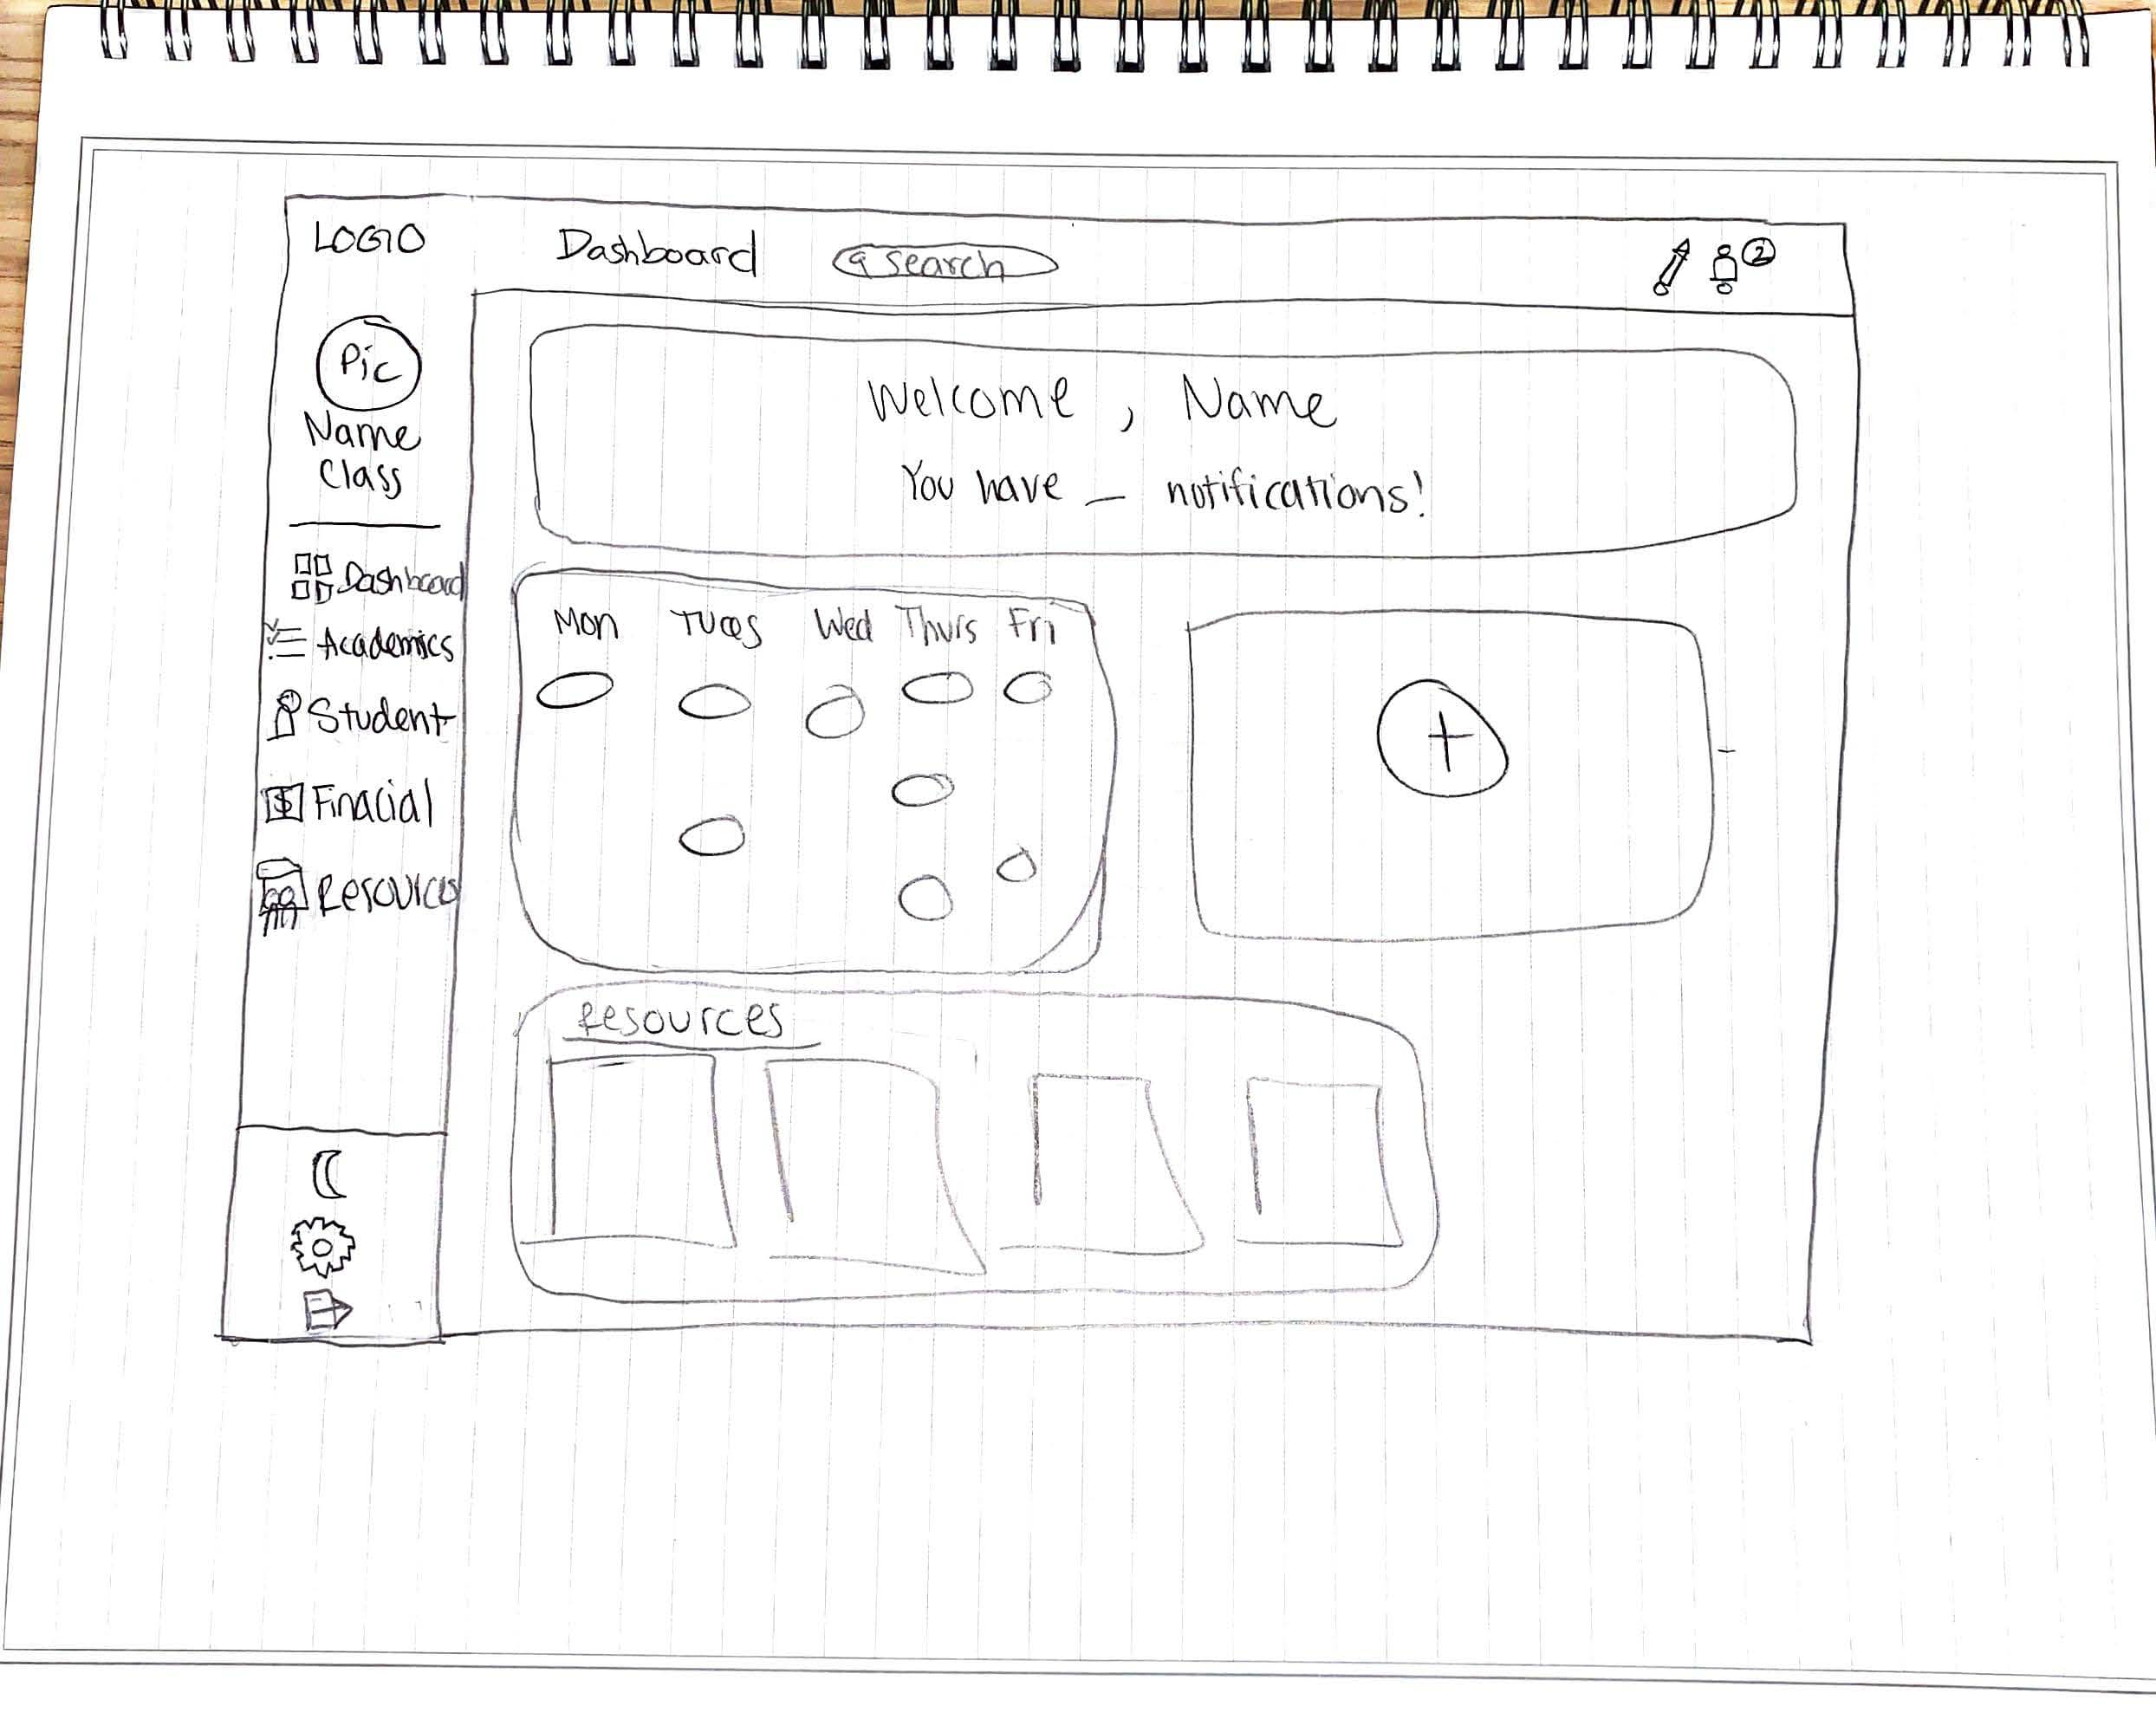 LOGO
Dashboard
search
2
Pic
Name
Class
Dashboard
Academics
Student
$ Finacial
Resources
Welcome, Name
You have _ notifications!
Mon Tues Wed Thurs Fri
+
Resources